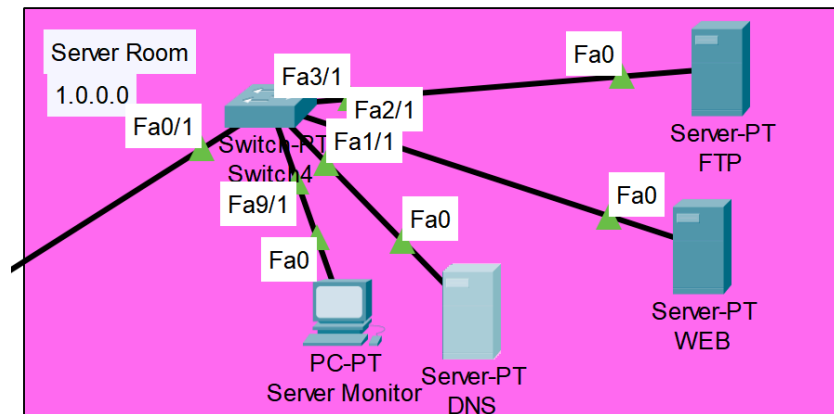 Server Room
1.0.0.0
Fa0/1
Fa3/1
Fa2/1
Fa1/1
Switch-PT
Switch4
Fa9/1
Fa0
PC-PT
Server Monitor
Fa0
Server-PT
DNS
Fa0
Server-PT
FTP
Fa0
Server-PT
WEB